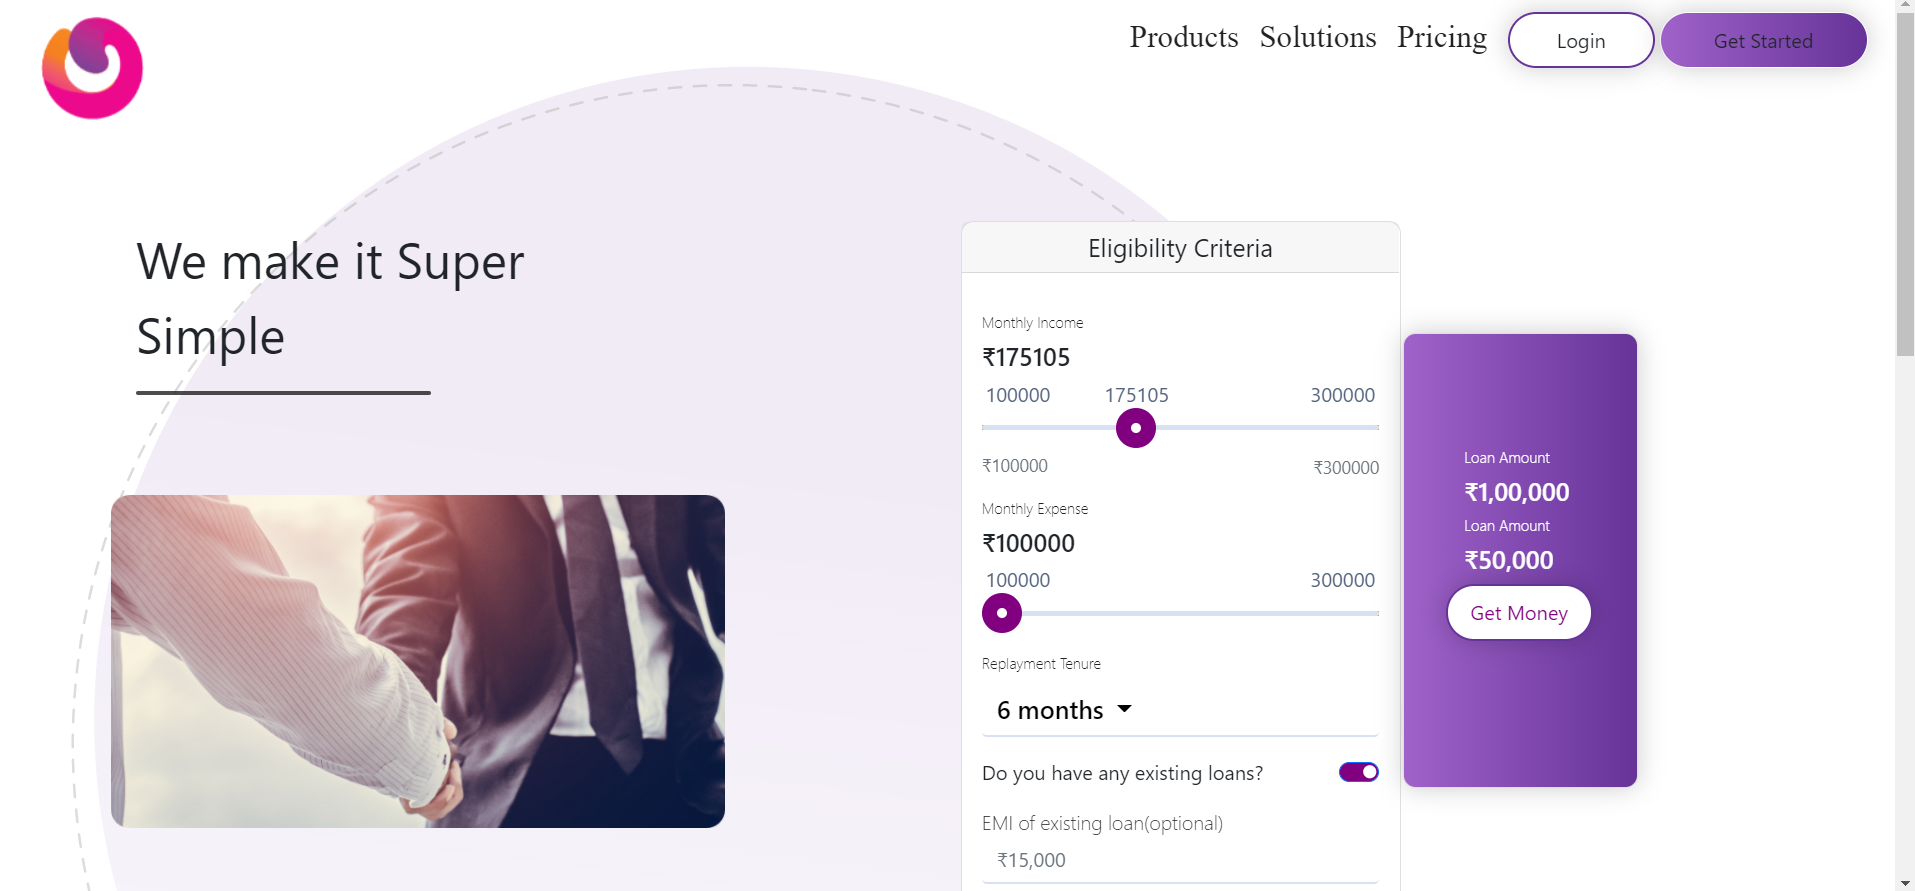 Products Solutions Pricing Login Get Started
We make it Super
Simple
Eligibility Criteria
Monthly Income
₹175105
100000 175105 300000
₹100000 ₹300000
Monthly Expense
₹100000
100000 300000
Replayment Tenure
6 months
Do you have any existing loans?
EMI of existing loan(optional)
₹15,000
Loan Amount
₹1,00,000
Loan Amount
₹50,000
Get Money